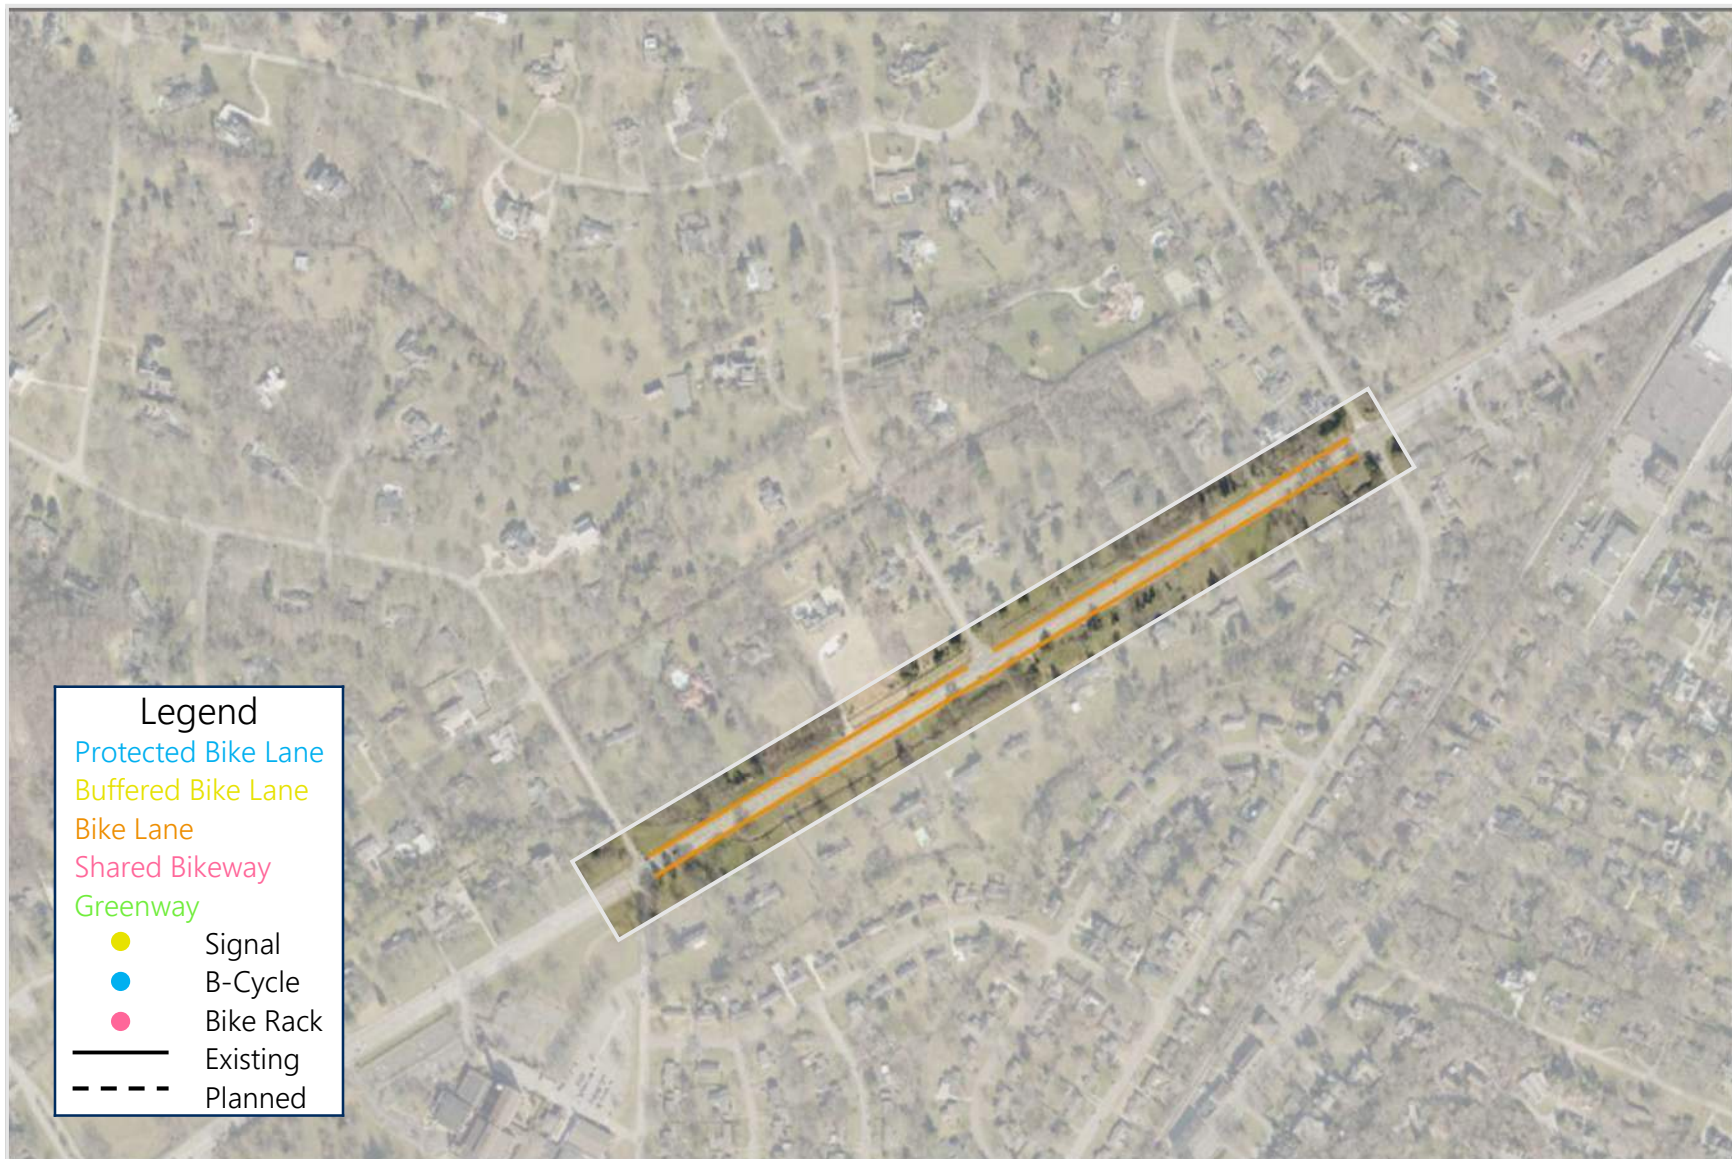 Legend
Protected Bike Lane
Buffered Bike Lane
Bike Lane
Shared Bikeway
Greenway
Signal
B-Cycle
Bike Rack
Existing
Planned